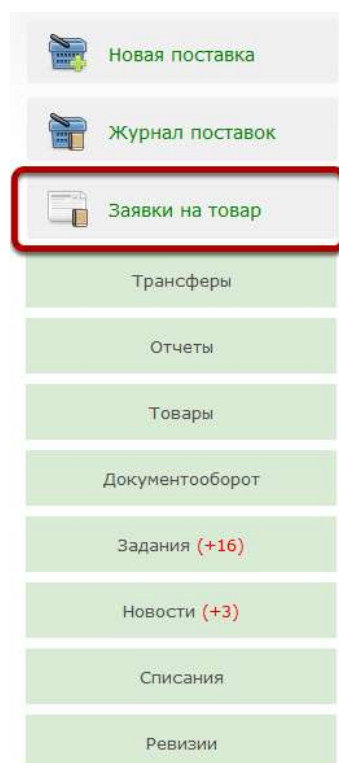 Новая поставка
Журнал поставок
Заявки на товар
Трансферы
Отчеты
Товары
Документооборот
Задания (+16)
Новости (+3)
Списания
Ревизии